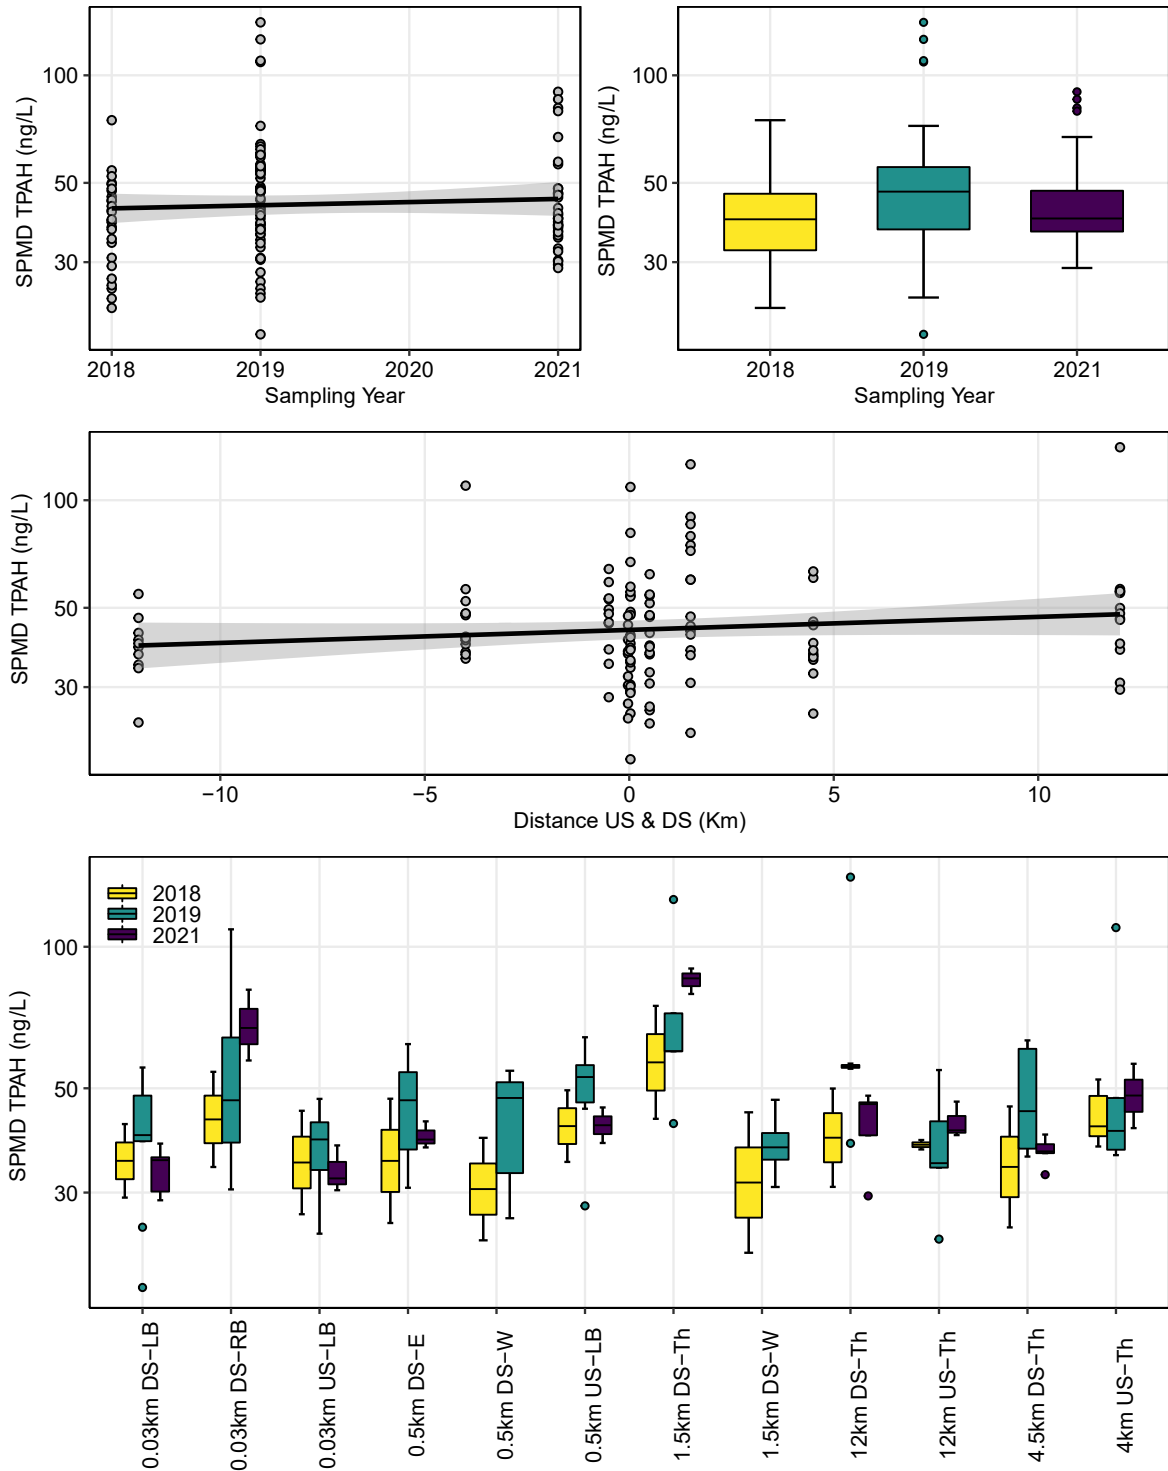 SPMD TPAH (ng/L)
100
50
30
2018
2019
2020
2021
Sampling Year
SPMD TPAH (ng/L)
100
50
30
2018
2019
2021
Sampling Year
SPMD TPAH (ng/L)
100
50
30
−10
−5
0
5
10
Distance US & DS (Km)
SPMD TPAH (ng/L)
100
50
30
2018
2019
2021
0.03km DS−LB
0.03km DS−RB
0.03km US−LB
0.5km DS−E
0.5km DS−W
0.5km US−LB
1.5km DS−Th
1.5km DS−W
12km DS−Th
12km US−Th
4.5km DS−Th
4km US−Th